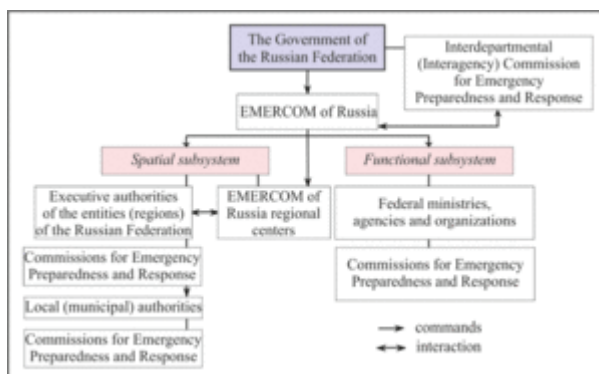 The Government of
the Russian Federation
Interdepartmental
(Interagency) Commission
for Emergency
Preparedness and Response
EMERCOM of Russia
Spatial subsystem
Functional subsystem
Executive authorities
of the entities (regions)
of the Russian Federation
EMERCOM of
Russia regional
centers
Federal ministries,
agencies and organizations
Commissions for Emergency
Preparedness and Response
Commissions for Emergency
Preparedness and Response
Local (municipal) authorities
Commissions for Emergency
Preparedness and Response
commands
interaction